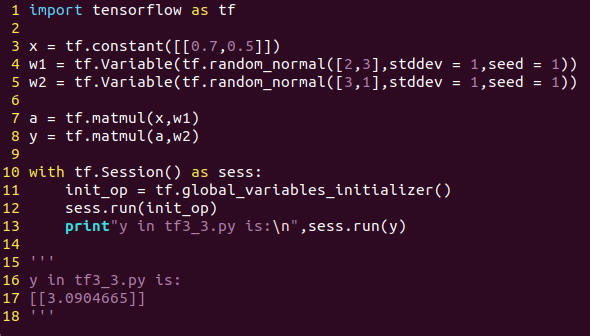 1 import tensorflow as tf
2
3 x = tf.constant([[0.7,0.5]])
4 w1 = tf.Variable(tf.random_normal([2,3],stddev = 1,seed = 1))
5 w2 = tf.Variable(tf.random_normal([3,1],stddev = 1,seed = 1))
6
7 a = tf.matmul(x,w1)
8 y = tf.matmul(a,w2)
9
10 with tf.Session() as sess:
11     init_op = tf.global_variables_initializer()
12     sess.run(init_op)
13     print"y in tf3_3.py is:\n",sess.run(y)
14
15 '''
16 y in tf3_3.py is:
17 [[3.0904665]]
18 '''